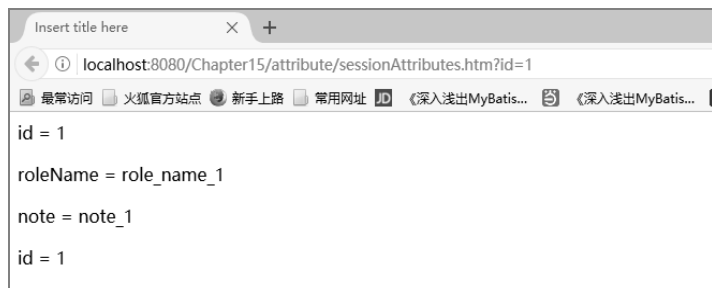 Insert title here
localhost:8080/Chapter15/attribute/sessionAttributes.htm?id=1
最常访问 火狐官方站点 新手上路 常用网址 JD 《深入浅出MyBatis... 《深入浅出MyBatis...
id = 1
roleName = role_name_1
note = note_1
id = 1